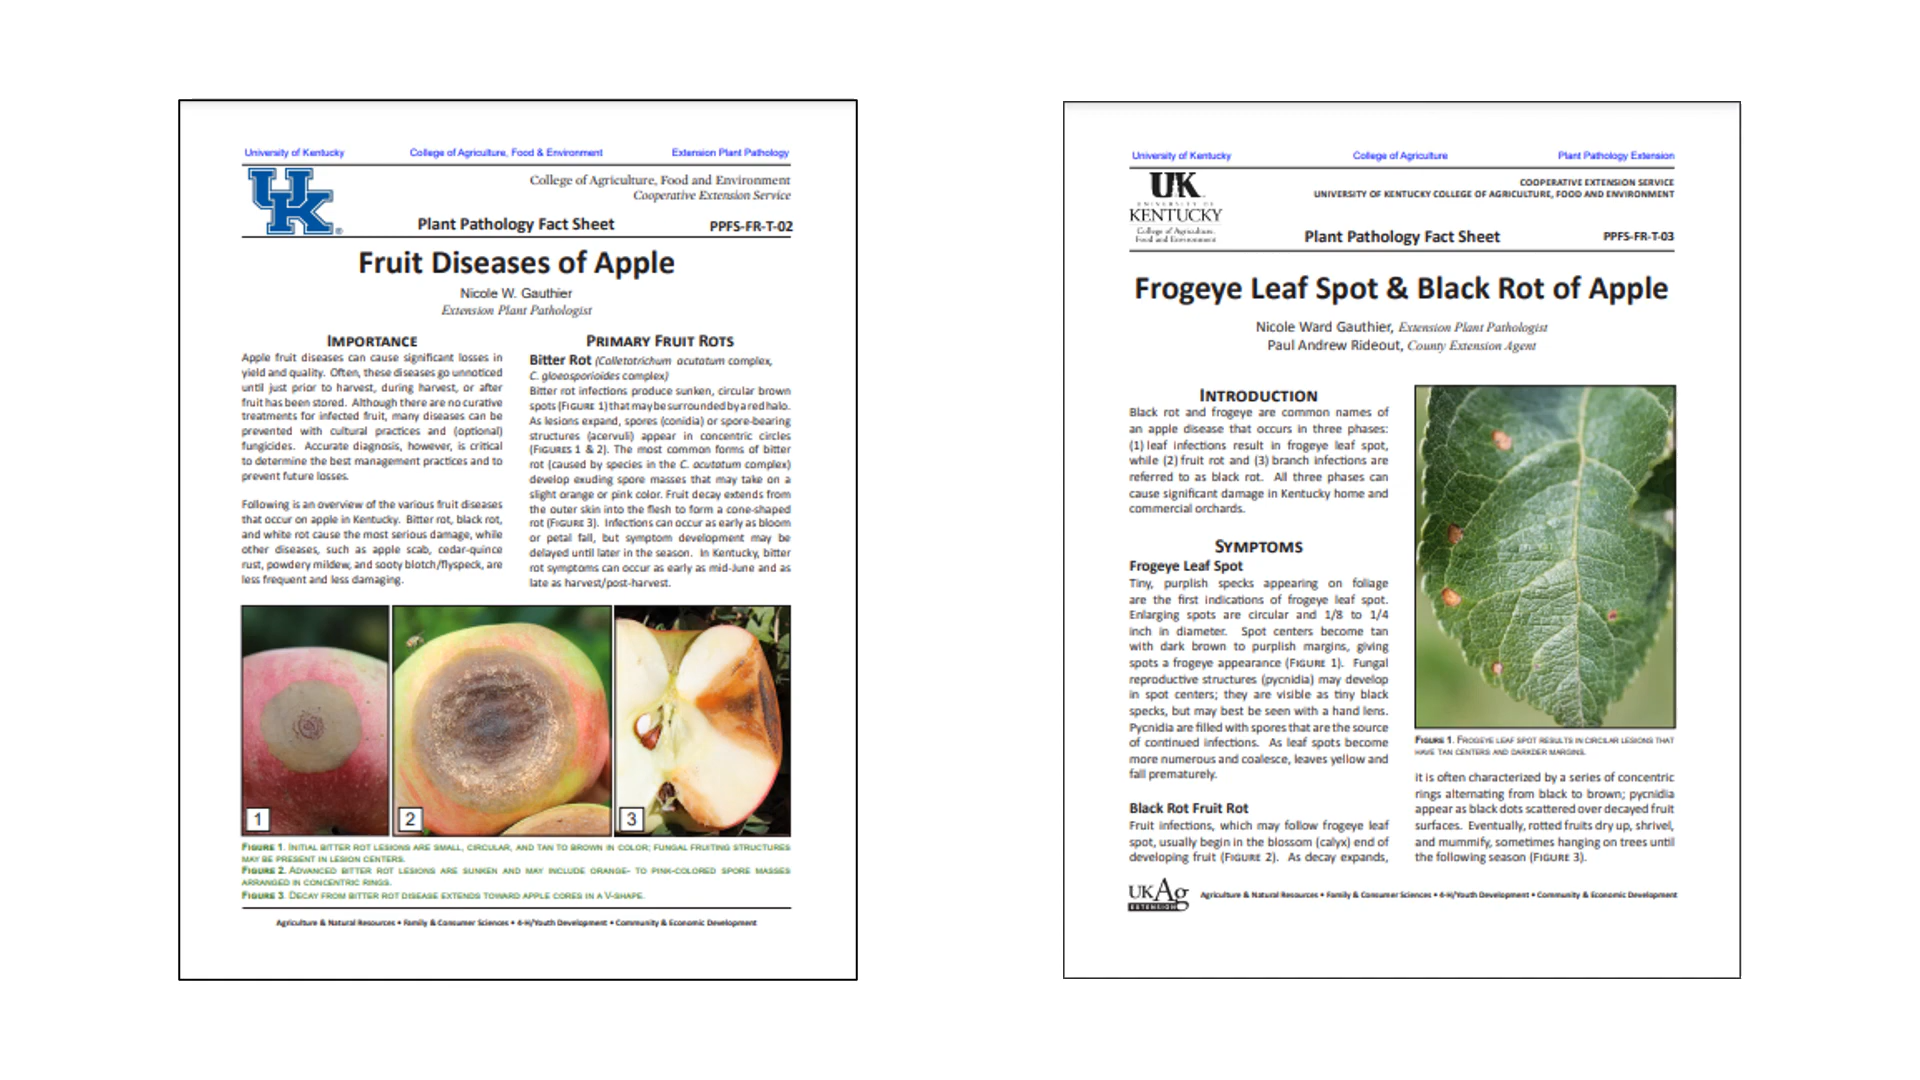 University of Kentucky College of Agriculture, Food & Environment Extension Plant Pathology
UK
College of Agriculture, Food and Environment
Cooperative Extension Service
Plant Pathology Fact Sheet PPFS-FR-T-02
Fruit Diseases of Apple
Nicole W. Gauthier
Extension Plant Pathologist
IMPORTANCE
Apple fruit diseases can cause significant losses in
yield and quality. Often, these diseases go unnoticed
until just prior to harvest, during harvest, or after
fruit has been stored. Although there are no curative
treatments for infected fruit, many diseases can be
prevented with cultural practices and (optional)
fungicides. Accurate diagnosis, however, is critical
to determine the best management practices and to
prevent future losses.
Following is an overview of the various fruit diseases
that occur on apple in Kentucky. Bitter rot, black rot,
and white rot cause the most serious damage, while
other diseases, such as apple scab, cedar-quince
rust, powdery mildew, and sooty blotch/flyspeck, are
less frequent and less damaging.
PRIMARY FRUIT ROTS
Bitter Rot (Colletotrichum acutatum complex,
C. gloeosporioides complex)
Bitter rot infections produce sunken, circular brown
spots (FIGURE 1) that may be surrounded by a red halo.
As lesions expand, spores (conidia) or spore-bearing
structures (acervuli) appear in concentric circles
(FIGURES 1 & 2). The most common forms of bitter
rot (caused by species in the C. acutatum complex)
develop exuding spore masses that may take on a
slight orange or pink color. Fruit decay extends from
the outer skin into the flesh to form a cone-shaped
rot (FIGURE 3). Infections can occur as early as bloom
or petal fall, but symptom development may be
delayed until later in the season. In Kentucky, bitter
rot symptoms can occur as early as mid-June and as
late as harvest/post-harvest.
1 2 3
FIGURE 1. INITIAL BITTER ROT LESIONS ARE SMALL, CIRCULAR, AND TAN TO BROWN IN COLOR; FUNGAL FRUITING STRUCTURES
MAY BE PRESENT IN LESION CENTERS.
FIGURE 2. ADVANCED BITTER ROT LESIONS ARE SUNKEN AND MAY INCLUDE ORANGE- TO PINK-COLORED SPORE MASSES
ARRANGED IN CONCENTRIC RINGS.
FIGURE 3. DECAY FROM BITTER ROT DISEASE EXTENDS TOWARD APPLE CORES IN A V-SHAPE.
Agriculture & Natural Resources • Family & Consumer Sciences • 4-H/Youth Development • Community & Economic Development
University of Kentucky College of Agriculture Plant Pathology Extension
UK
UNIVERSITY OF
KENTUCKY
College of Agriculture,
Food and Environment
COOPERATIVE EXTENSION SERVICE
UNIVERSITY OF KENTUCKY COLLEGE OF AGRICULTURE, FOOD AND ENVIRONMENT
Plant Pathology Fact Sheet PPFS-FR-T-03
Frogeye Leaf Spot & Black Rot of Apple
Nicole Ward Gauthier, Extension Plant Pathologist
Paul Andrew Rideout, County Extension Agent
INTRODUCTION
Black rot and frogeye are common names of
an apple disease that occurs in three phases:
(1) leaf infections result in frogeye leaf spot,
while (2) fruit rot and (3) branch infections are
referred to as black rot. All three phases can
cause significant damage in Kentucky home and
commercial orchards.
SYMPTOMS
Frogeye Leaf Spot
Tiny, purplish specks appearing on foliage
are the first indications of frogeye leaf spot.
Enlarging spots are circular and 1/8 to 1/4
inch in diameter. Spot centers become tan
with dark brown to purplish margins, giving
spots a frogeye appearance (FIGURE 1). Fungal
reproductive structures (pycnidia) may develop
in spot centers; they are visible as tiny black
specks, but may best be seen with a hand lens.
Pycnidia are filled with spores that are the source
of continued infections. As leaf spots become
more numerous and coalesce, leaves yellow and
fall prematurely.
Black Rot Fruit Rot
Fruit infections, which may follow frogeye leaf
spot, usually begin in the blossom (calyx) end of
developing fruit (FIGURE 2). As decay expands,
FIGURE 1. FROGEYE LEAF SPOT RESULTS IN CIRCILAR LESIONS THAT
HAVE TAN CENTERS AND DARKDER MARGINS.
it is often characterized by a series of concentric
rings alternating from black to brown; pycnidia
appear as black dots scattered over decayed fruit
surfaces. Eventually, rotted fruits dry up, shrivel,
and mummify, sometimes hanging on trees until
the following season (FIGURE 3).
UKAg
EXTENSION
Agriculture & Natural Resources • Family & Consumer Sciences • 4-H/Youth Development • Community & Economic Development